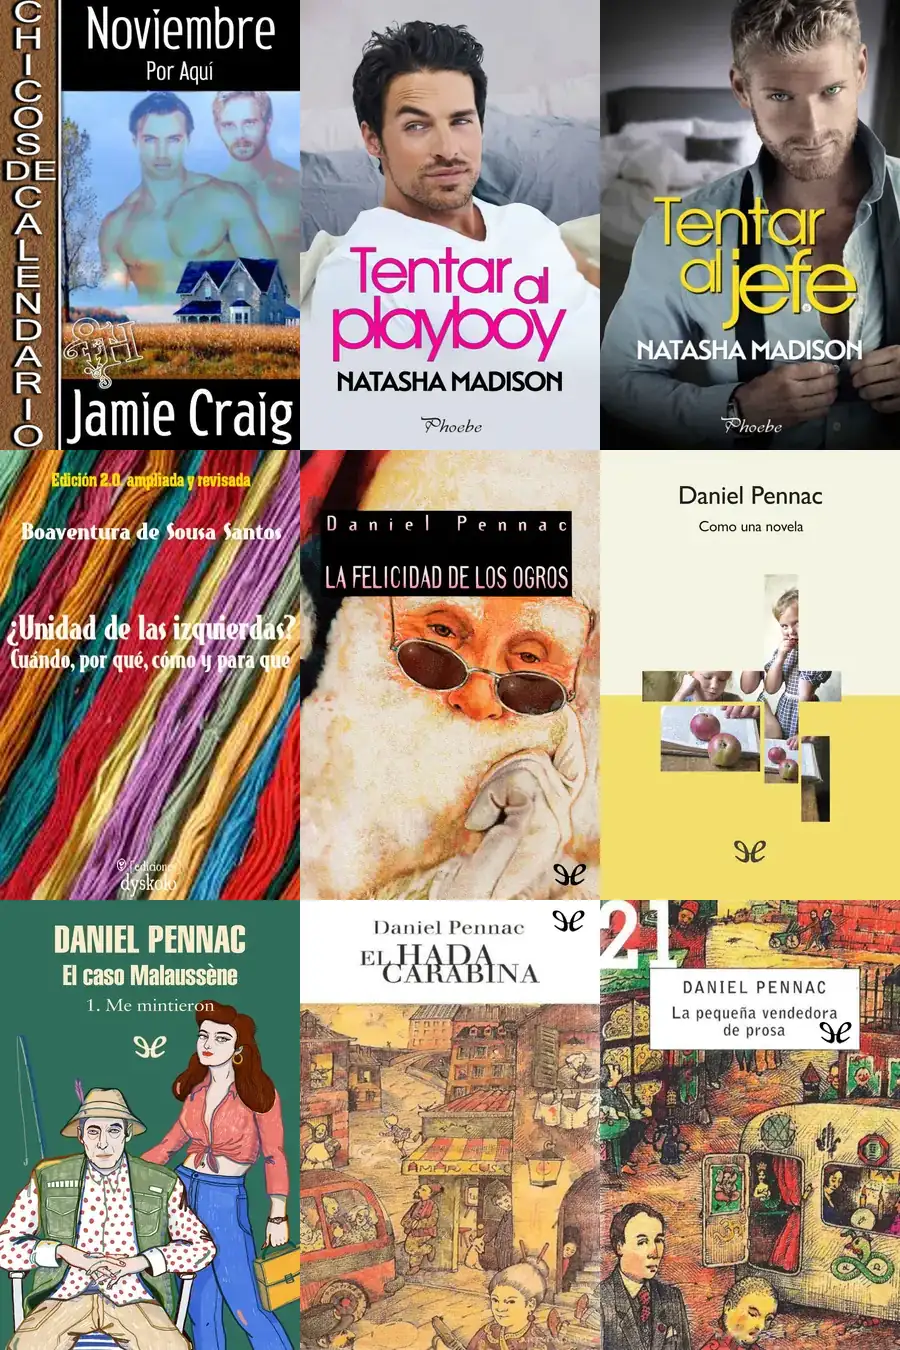 CHICOS DE CALENDARIO
Noviembre
Por Aquí
Jamie Craig
Tentar al
playboy
NATASHA MADISON
Phoebe
Tentar
al jefe
NATASHA MADISON
Phoebe
Edición 2.0 ampliada y revisada
Boaventura de Sousa Santos
¿Unidad de las izquierdas?
Cuándo, por qué, cómo y para qué
dyskolo
Daniel Pennac
LA FELICIDAD DE LOS OGROS
Daniel Pennac
Como una novela
DANIEL PENNAC
El caso Malaussène
1. Me mintieron
Daniel Pennac
EL HADA
CARABINA
21
DANIEL PENNAC
La pequeña vendedora
de prosa